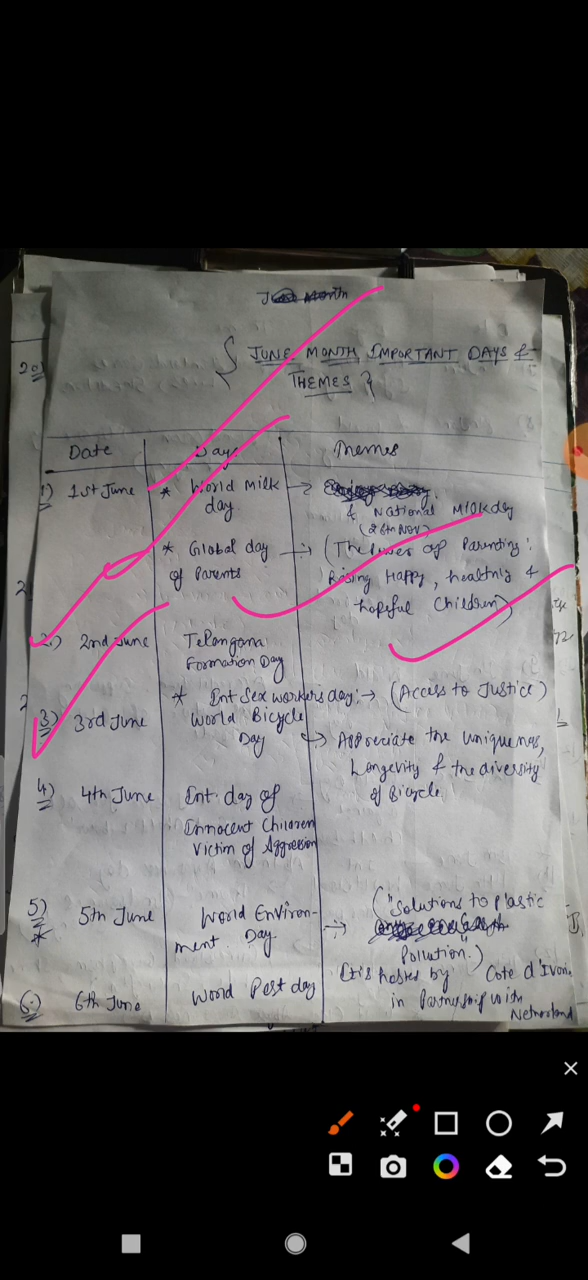 Month
JUNE MONTH IMPORTANT DAYS &
THEMES
Date Days Themes
1) 1st June * World Milk
day
& National Milk day
(26th Nov)
* Global day → (The Power of Parenting:
of Parents Raising Happy, healthy &
hopeful Children)
2.) 2nd June Telangana
Formation Day
* Int Sex workers day: → (Access to Justice)
3) 3rd June World Bicycle
Day → Appreciate the uniqueness,
Longevity & the diversity
of Bicycle
4) 4th June Int. day of
Innocent Children
Victim of Aggression
5) 5th June World Environ-
ment Day → ("Solutions to plastic
Pollution.)
It is hosted by Cote d'Ivoire
in Partnership with
Netherland
6.) 6th June World Pest day